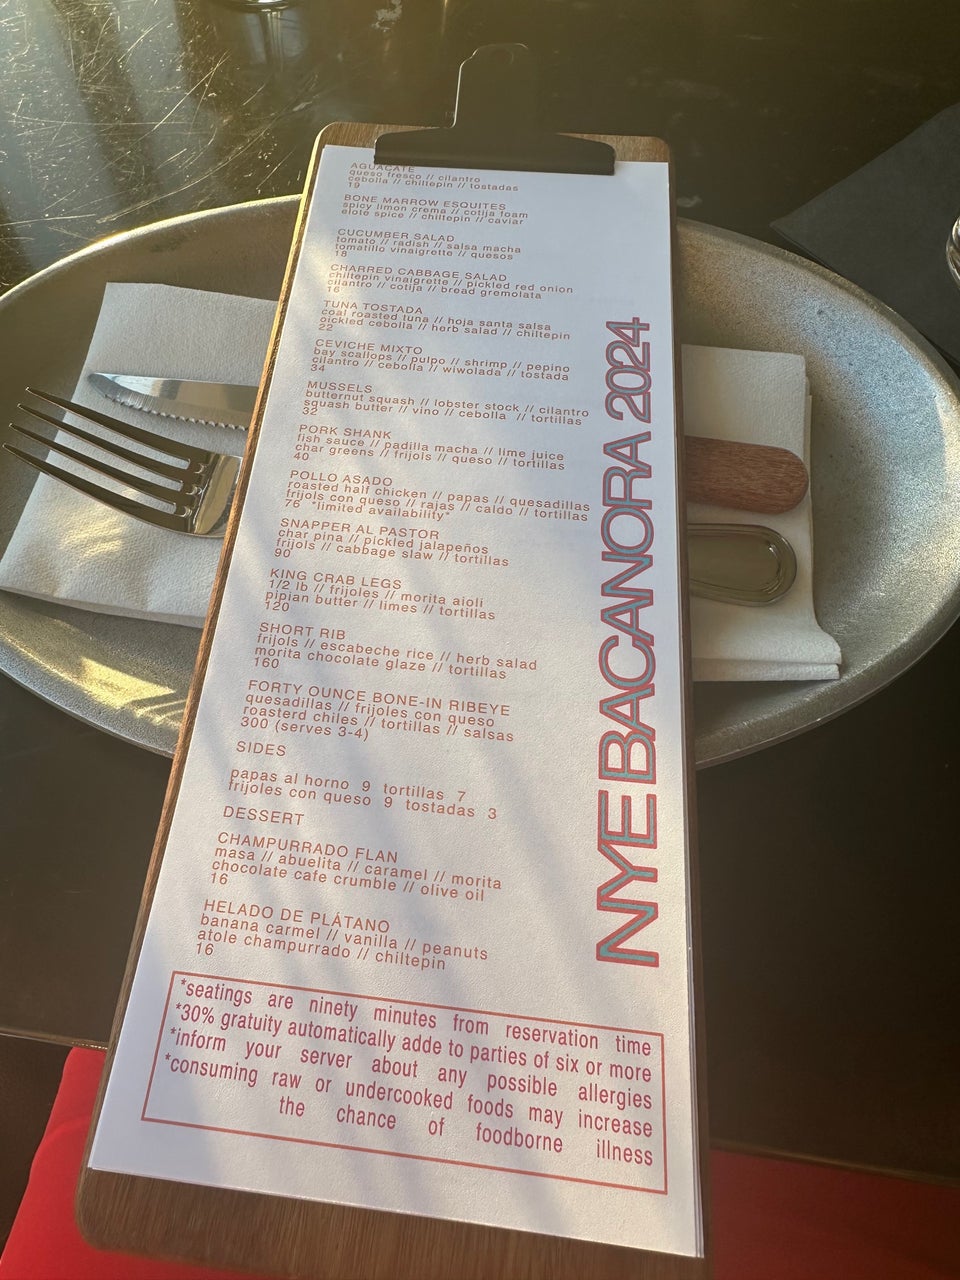 AGUACATE
queso fresco // cilantro
cebolla // chiltepin // tostadas
19
BONE MARROW ESQUITES
spicy limon crema // cotija foam
elote spice // chiltepin // caviar
CUCUMBER SALAD
tomato // radish // salsa macha
tomatillo vinaigrette // quesos
18
CHARRED CABBAGE SALAD
chiltepin vinaigrette // pickled red onion
cilantro // cotija // bread gremolata
16
TUNA TOSTADA
coal roasted tuna // hoja santa salsa
pickled cebolla // herb salad // chiltepin
22
CEVICHE MIXTO
bay scallops // pulpo // shrimp // pepino
cilantro // cebolla // wiwolada // tostada
34
MUSSELS
butternut squash // lobster stock // cilantro
squash butter // vino // cebolla // tortillas
32
PORK SHANK
fish sauce // padilla macha // lime juice
char greens // frijols // queso // tortillas
40
POLLO ASADO
roasted half chicken // papas // quesadillas
frijols con queso // rajas // caldo // tortillas
76 *limited availability*
SNAPPER AL PASTOR
char pina // pickled jalapeños
frijols // cabbage slaw // tortillas
90
KING CRAB LEGS
1/2 lb // frijoles // morita aioli
pipian butter // limes // tortillas
120
SHORT RIB
frijols // escabeche rice // herb salad
morita chocolate glaze // tortillas
160
FORTY OUNCE BONE-IN RIBEYE
quesadillas // frijoles con queso
roasterd chiles // tortillas // salsas
300 (serves 3-4)
SIDES
papas al horno 9 tortillas 7
frijoles con queso 9 tostadas 3
DESSERT
CHAMPURRADO FLAN
masa // abuelita // caramel // morita
chocolate cafe crumble // olive oil
16
HELADO DE PLÁTANO
banana carmel // vanilla // peanuts
atole champurrado // chiltepin
16
NYE BACANORA 2024
*seatings are ninety minutes from reservation time
*30% gratuity automatically adde to parties of six or more
*inform your server about any possible allergies
*consuming raw or undercooked foods may increase
the chance of foodborne illness